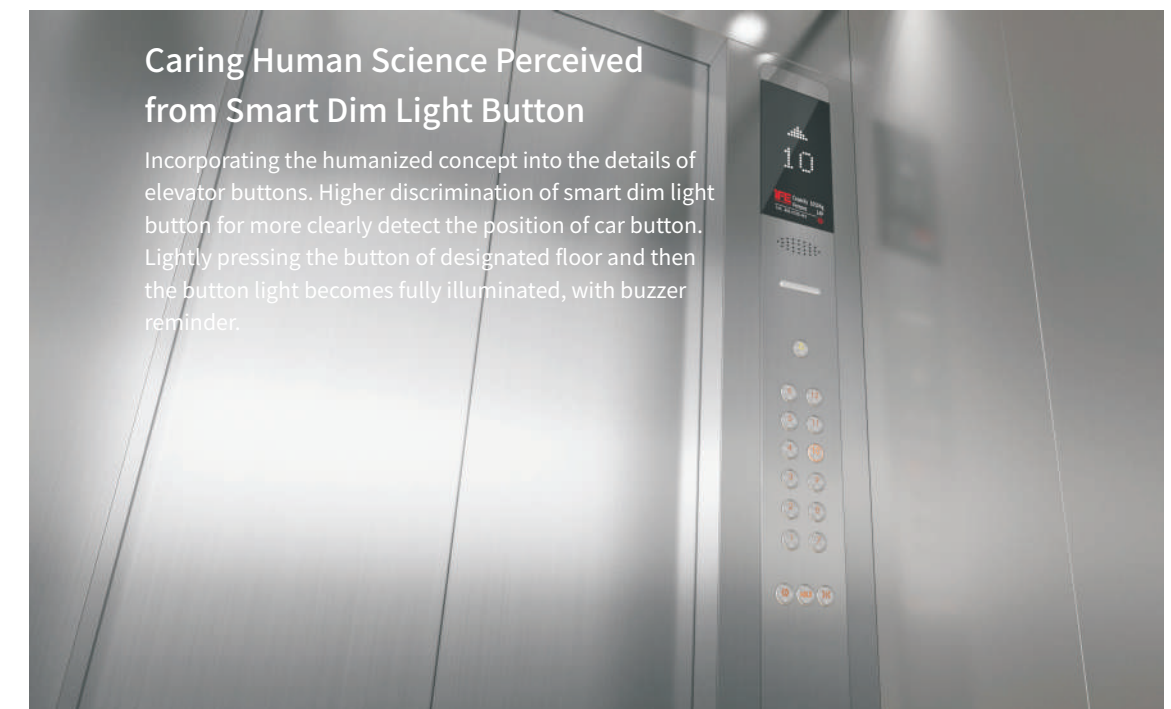 Caring Human Science Perceived
from Smart Dim Light Button
Incorporating the humanized concept into the details of
elevator buttons. Higher discrimination of smart dim light
button for more clearly detect the position of car button.
Lightly pressing the button of designated floor and then
the button light becomes fully illuminated, with buzzer
reminder.
10